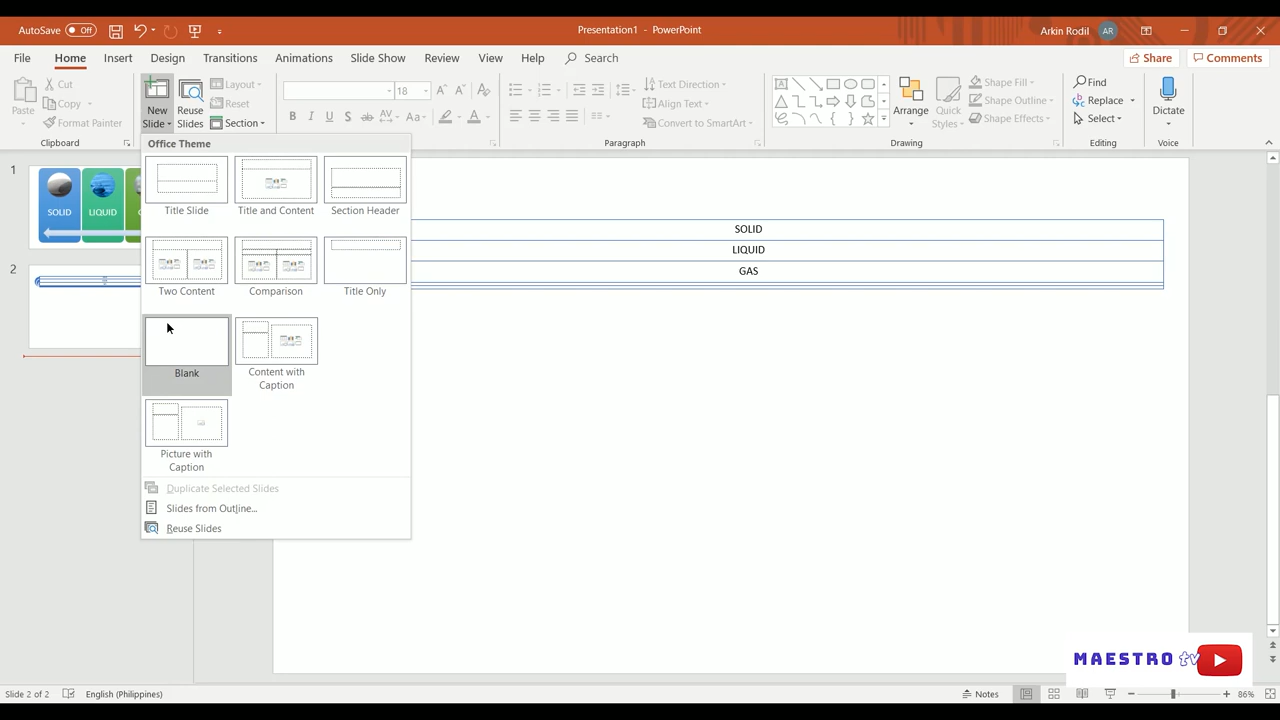 AutoSave Off
Presentation1 - PowerPoint
Arkin Rodil AR
File Home Insert Design Transitions Animations Slide Show Review View Help Search
Share Comments
Paste
Cut
Copy
Format Painter
Clipboard
New Slide
Reuse Slides
Layout
Reset
Section
18
Text Direction
Align Text
Convert to SmartArt
Paragraph
Arrange
Quick Styles
Shape Fill
Shape Outline
Shape Effects
Drawing
Find
Replace
Select
Editing
Dictate
Voice
Office Theme
Title Slide
Title and Content
Section Header
Two Content
Comparison
Title Only
Blank
Content with
Caption
Picture with
Caption
Duplicate Selected Slides
Slides from Outline...
Reuse Slides
1
SOLID
LIQUID
2
SOLID
LIQUID
GAS
MAESTRO tv
Slide 2 of 2
English (Philippines)
Notes
86%